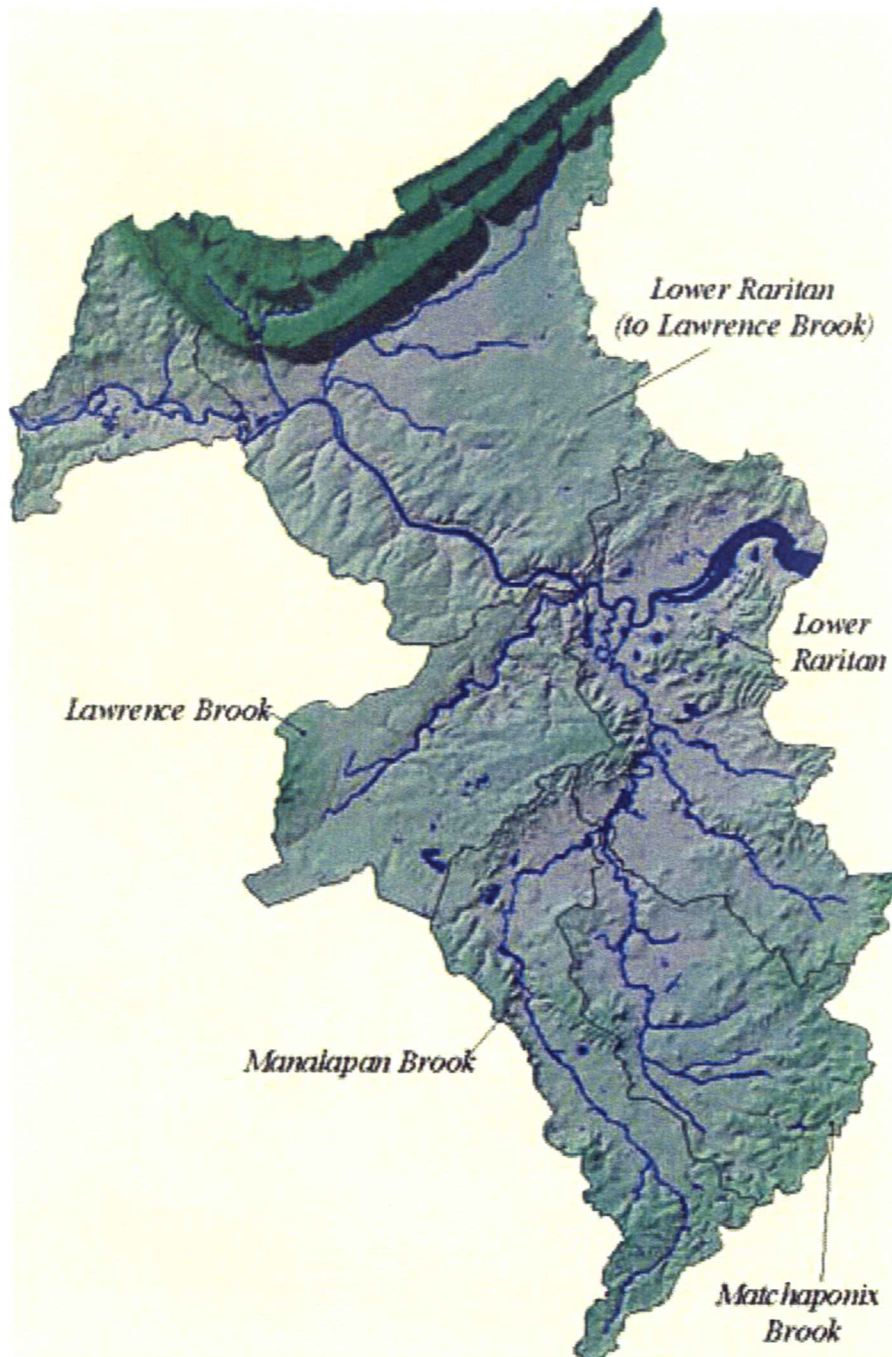 Lower Raritan
(to Lawrence Brook)
Lower
Raritan
Lawrence Brook
Manalapan Brook
Matchaponix
Brook